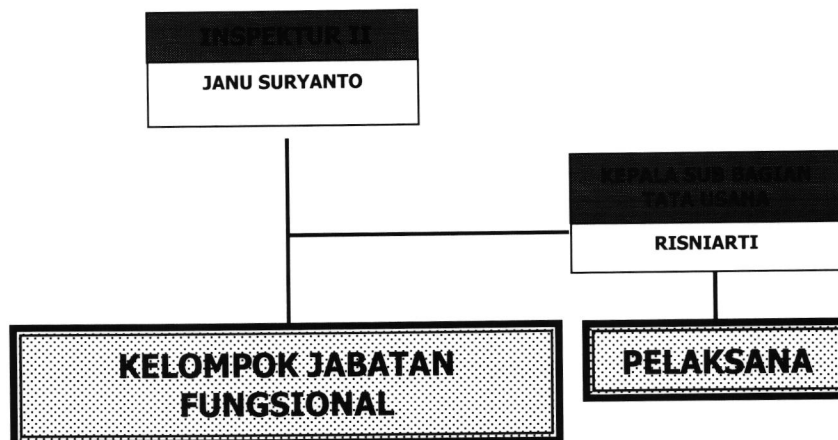 INSPEKTUR II
JANU SURYANTO
KEPALA SUB BAGIAN
TATA USAHA
RISNIARTI
KELOMPOK JABATAN
FUNGSIONAL
PELAKSANA